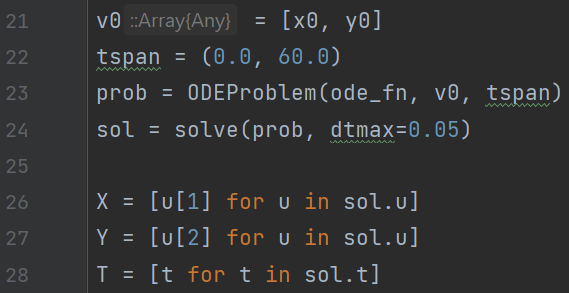 21 v0 ::Array{Any} = [x0, y0]
22 tspan = (0.0, 60.0)
23 prob = ODEProblem(ode_fn, v0, tspan)
24 sol = solve(prob, dtmax=0.05)
25
26 X = [u[1] for u in sol.u]
27 Y = [u[2] for u in sol.u]
28 T = [t for t in sol.t]